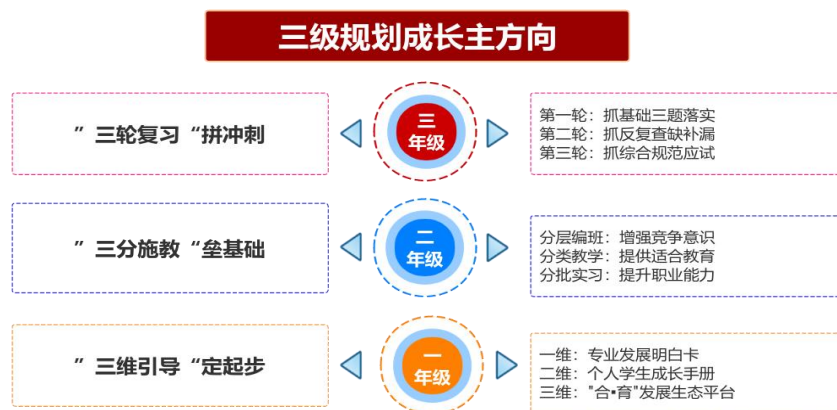 三级规划成长主方向
”三轮复习“拼冲刺
三
年级
第一轮：抓基础三题落实
第二轮：抓反复查缺补漏
第三轮：抓综合规范应试
”三分施教“垒基础
二
年级
分层编班：增强竞争意识
分类教学：提供适合教育
分批实习：提升职业能力
”三维引导“定起步
一
年级
一维：专业发展明白卡
二维：个人学生成长手册
三维："合•育"发展生态平台